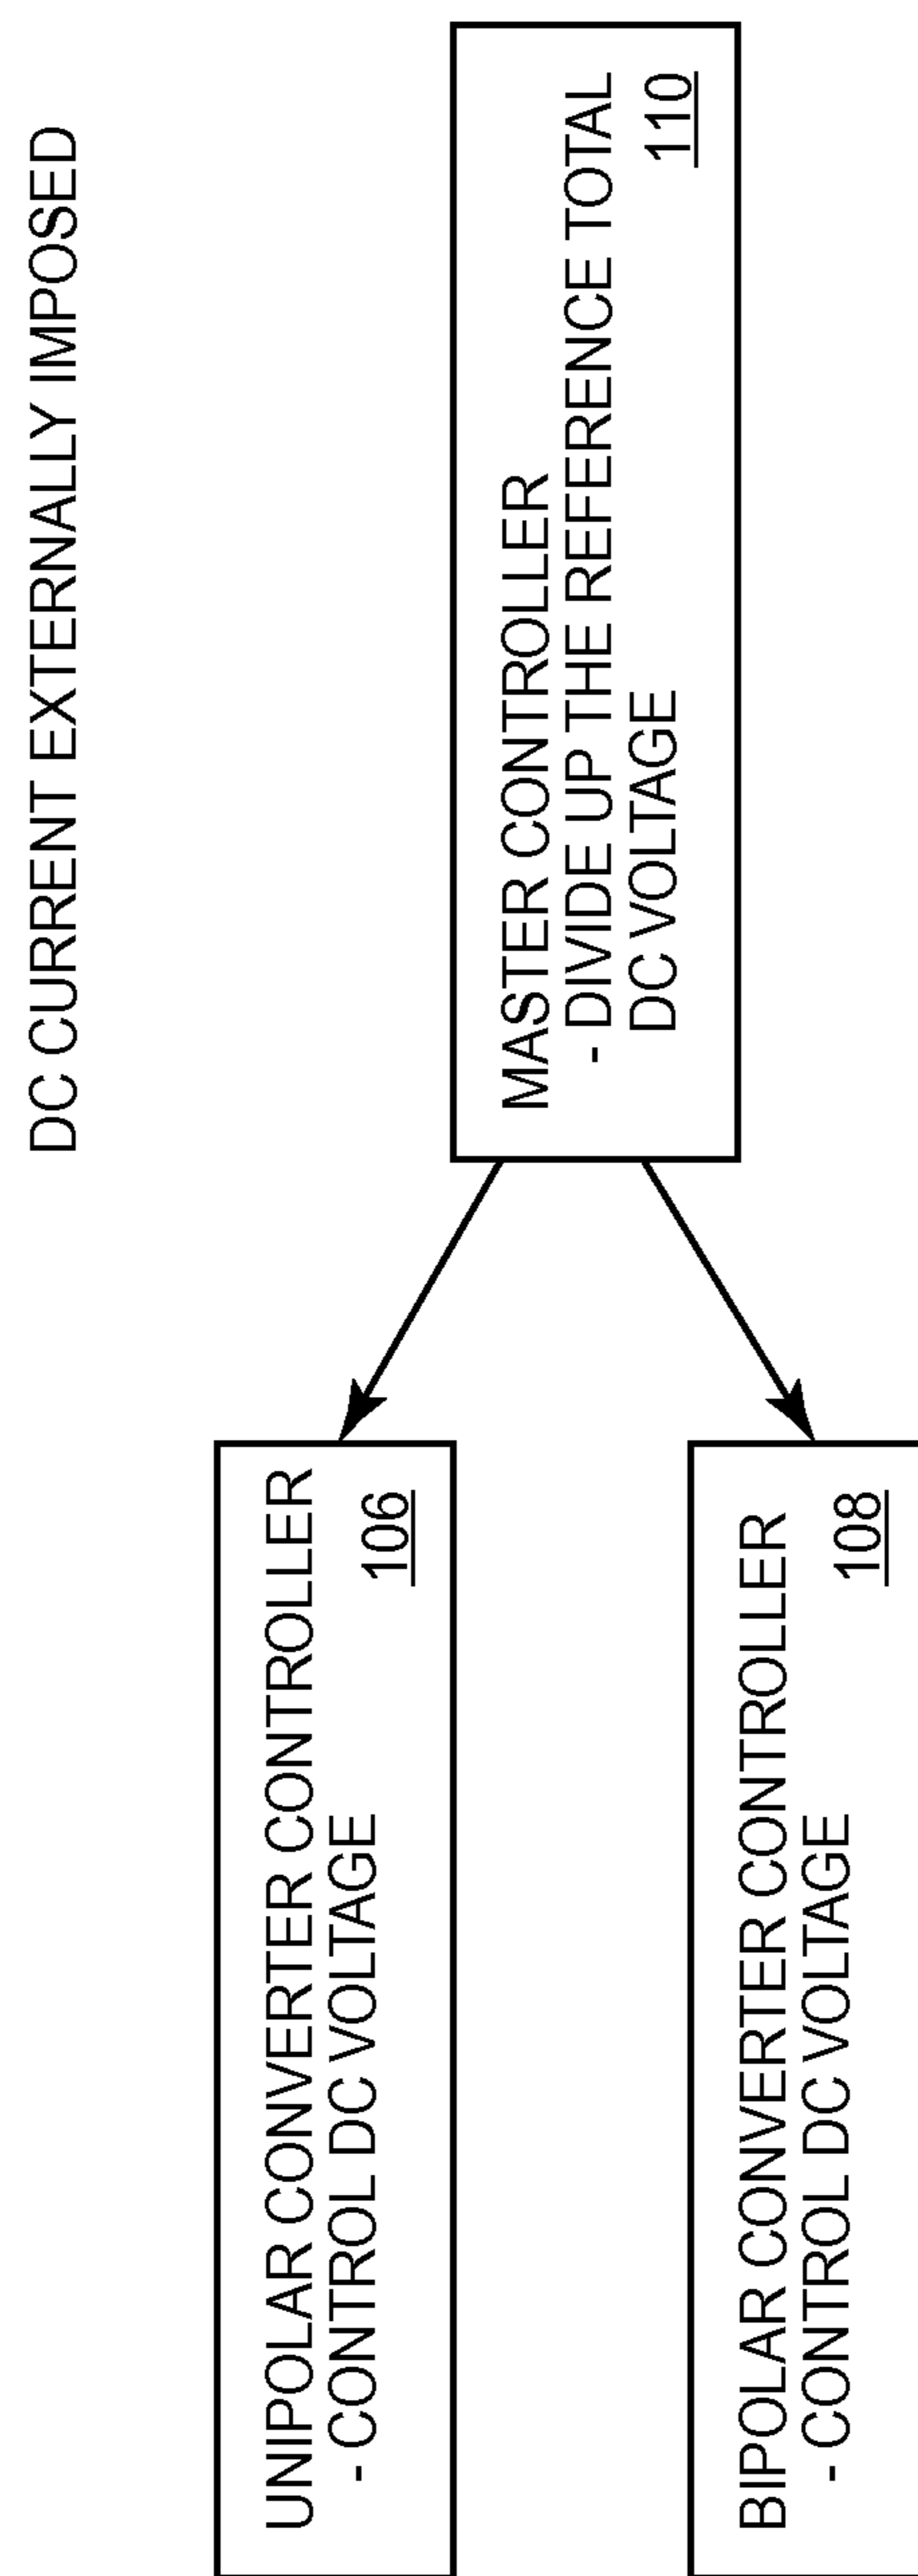 DC CURRENT EXTERNALLY IMPOSED
UNIPOLAR CONVERTER CONTROLLER
- CONTROL DC VOLTAGE
106
MASTER CONTROLLER
- DIVIDE UP THE REFERENCE TOTAL
DC VOLTAGE
110
BIPOLAR CONVERTER CONTROLLER
- CONTROL DC VOLTAGE
108